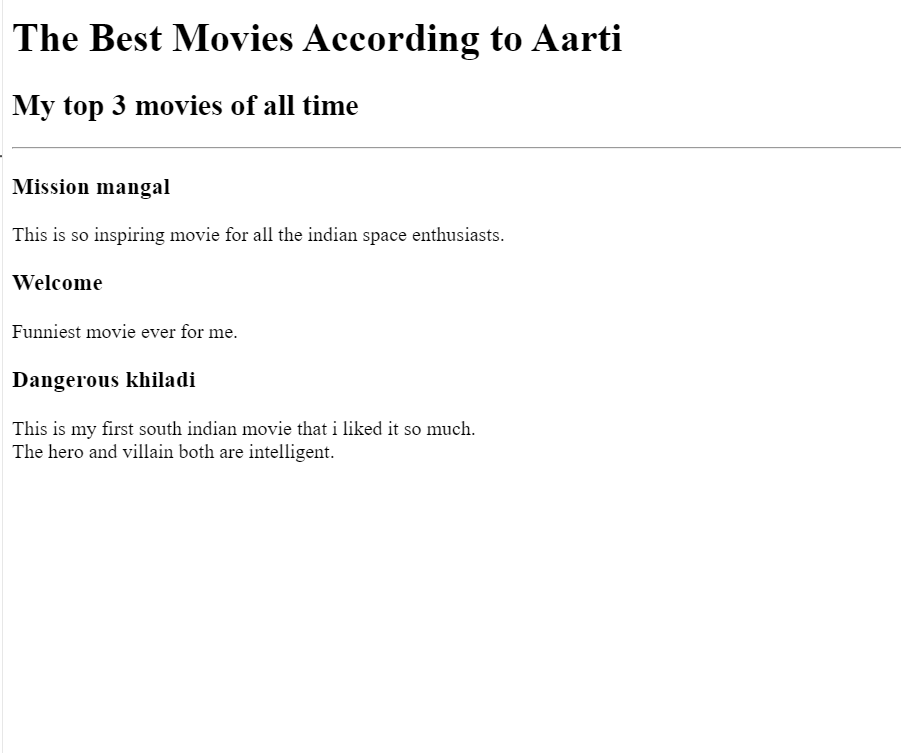 The Best Movies According to Aarti
My top 3 movies of all time
Mission mangal
This is so inspiring movie for all the indian space enthusiasts.
Welcome
Funniest movie ever for me.
Dangerous khiladi
This is my first south indian movie that i liked it so much.
The hero and villain both are intelligent.